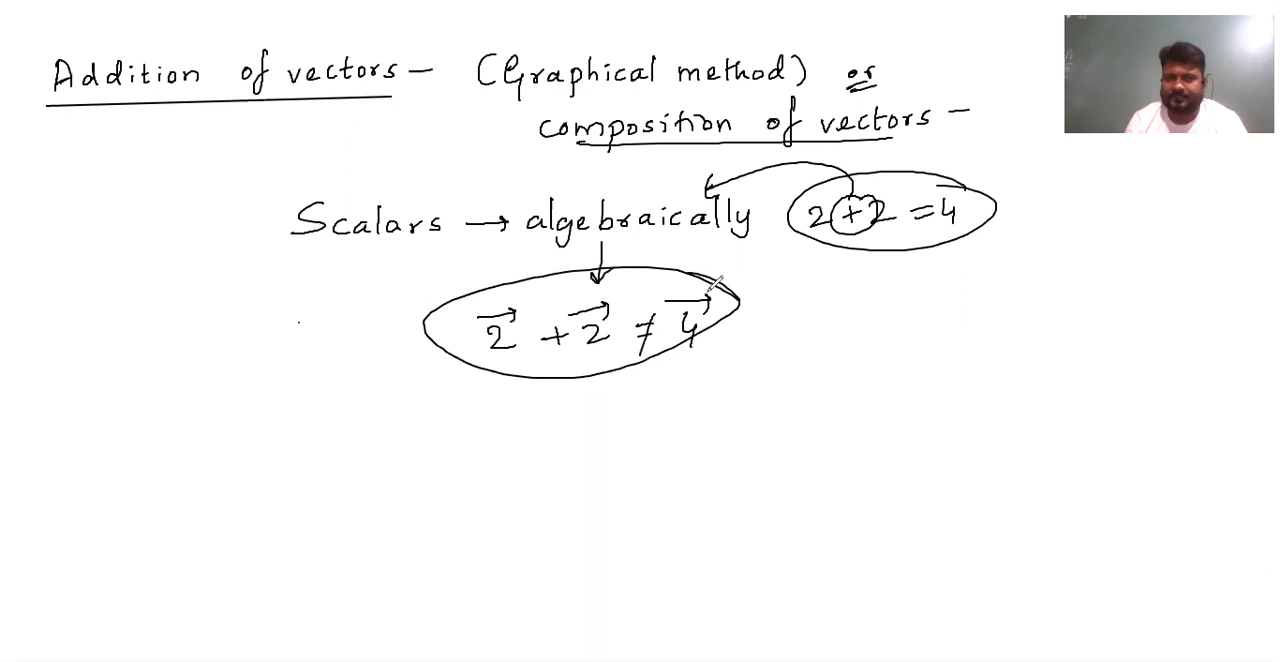 Addition of vectors - (Graphical method) or
composition of vectors -
Scalars → algebraically 2+2 = 4
2⃗ + 2⃗ ≠ 4⃗